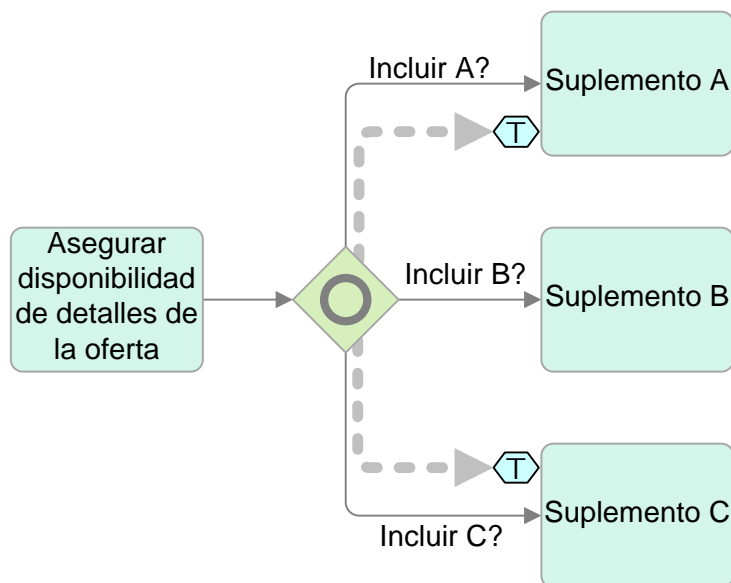 Incluir A?
Suplemento A
T
Asegurar
disponibilidad
de detalles de
la oferta
Incluir B?
Suplemento B
T
Incluir C?
Suplemento C